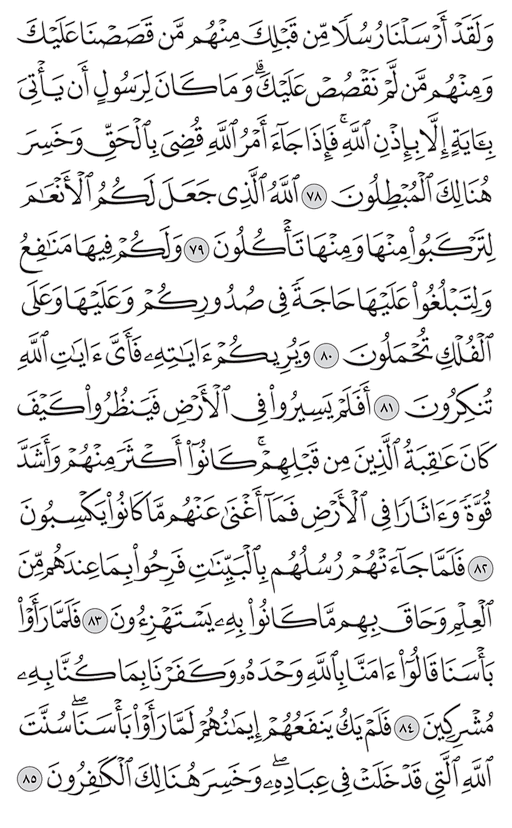 وَلَقَدْ أَرْسَلْنَا رُسُلًا مِّن قَبْلِكَ مِنْهُم مَّن قَصَصْنَا عَلَيْكَ
وَمِنْهُم مَّن لَّمْ نَقْصُصْ عَلَيْكَ ۗ وَمَا كَانَ لِرَسُولٍ أَن يَأْتِىَ
بِـَٔايَةٍ إِلَّا بِإِذْنِ ٱللَّهِ ۚ فَإِذَا جَآءَ أَمْرُ ٱللَّهِ قُضِىَ بِٱلْحَقِّ وَخَسِرَ
هُنَالِكَ ٱلْمُبْطِلُونَ ٧٨ ٱللَّهُ ٱلَّذِى جَعَلَ لَكُمُ ٱلْأَنْعَـٰمَ
لِتَرْكَبُوا۟ مِنْهَا وَمِنْهَا تَأْكُلُونَ ٧٩ وَلَكُمْ فِيهَا مَنَـٰفِعُ
وَلِتَبْلُغُوا۟ عَلَيْهَا حَاجَةً فِى صُدُورِكُمْ وَعَلَيْهَا وَعَلَى
ٱلْفُلْكِ تُحْمَلُونَ ٨٠ وَيُرِيكُمْ ءَايَـٰتِهِۦ فَأَىَّ ءَايَـٰتِ ٱللَّهِ
تُنكِرُونَ ٨١ أَفَلَمْ يَسِيرُوا۟ فِى ٱلْأَرْضِ فَيَنظُرُوا۟ كَيْفَ
كَانَ عَـٰقِبَةُ ٱلَّذِينَ مِن قَبْلِهِمْ ۚ كَانُوٓا۟ أَكْثَرَ مِنْهُمْ وَأَشَدَّ
قُوَّةً وَءَاثَارًا فِى ٱلْأَرْضِ فَمَآ أَغْنَىٰ عَنْهُم مَّا كَانُوا۟ يَكْسِبُونَ
٨٢ فَلَمَّا جَآءَتْهُمْ رُسُلُهُم بِٱلْبَيِّنَـٰتِ فَرِحُوا۟ بِمَا عِندَهُم مِّنَ
ٱلْعِلْمِ وَحَاقَ بِهِم مَّا كَانُوا۟ بِهِۦ يَسْتَهْزِءُونَ ٨٣ فَلَمَّا رَأَوْا۟
بَأْسَنَا قَالُوٓا۟ ءَامَنَّا بِٱللَّهِ وَحْدَهُۥ وَكَفَرْنَا بِمَا كُنَّا بِهِۦ
مُشْرِكِينَ ٨٤ فَلَمْ يَكُ يَنفَعُهُمْ إِيمَـٰنُهُمْ لَمَّا رَأَوْا۟ بَأْسَنَا ۖ سُنَّتَ
ٱللَّهِ ٱلَّتِى قَدْ خَلَتْ فِى عِبَادِهِۦ ۖ وَخَسِرَ هُنَالِكَ ٱلْكَـٰفِرُونَ ٨٥